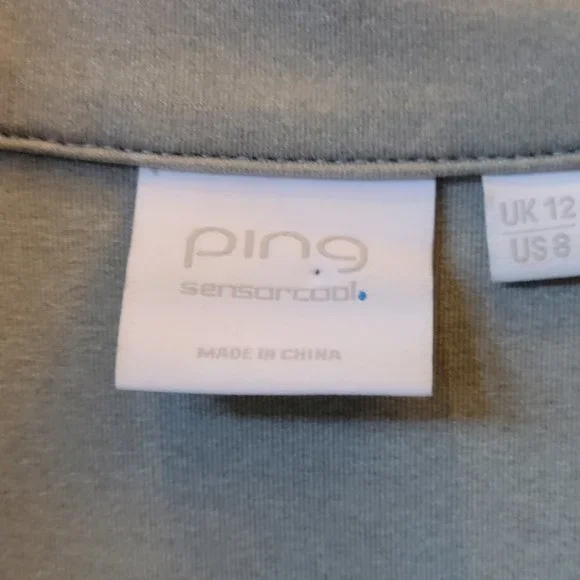 ping
sensorcool
MADE IN CHINA
UK 12
US 8